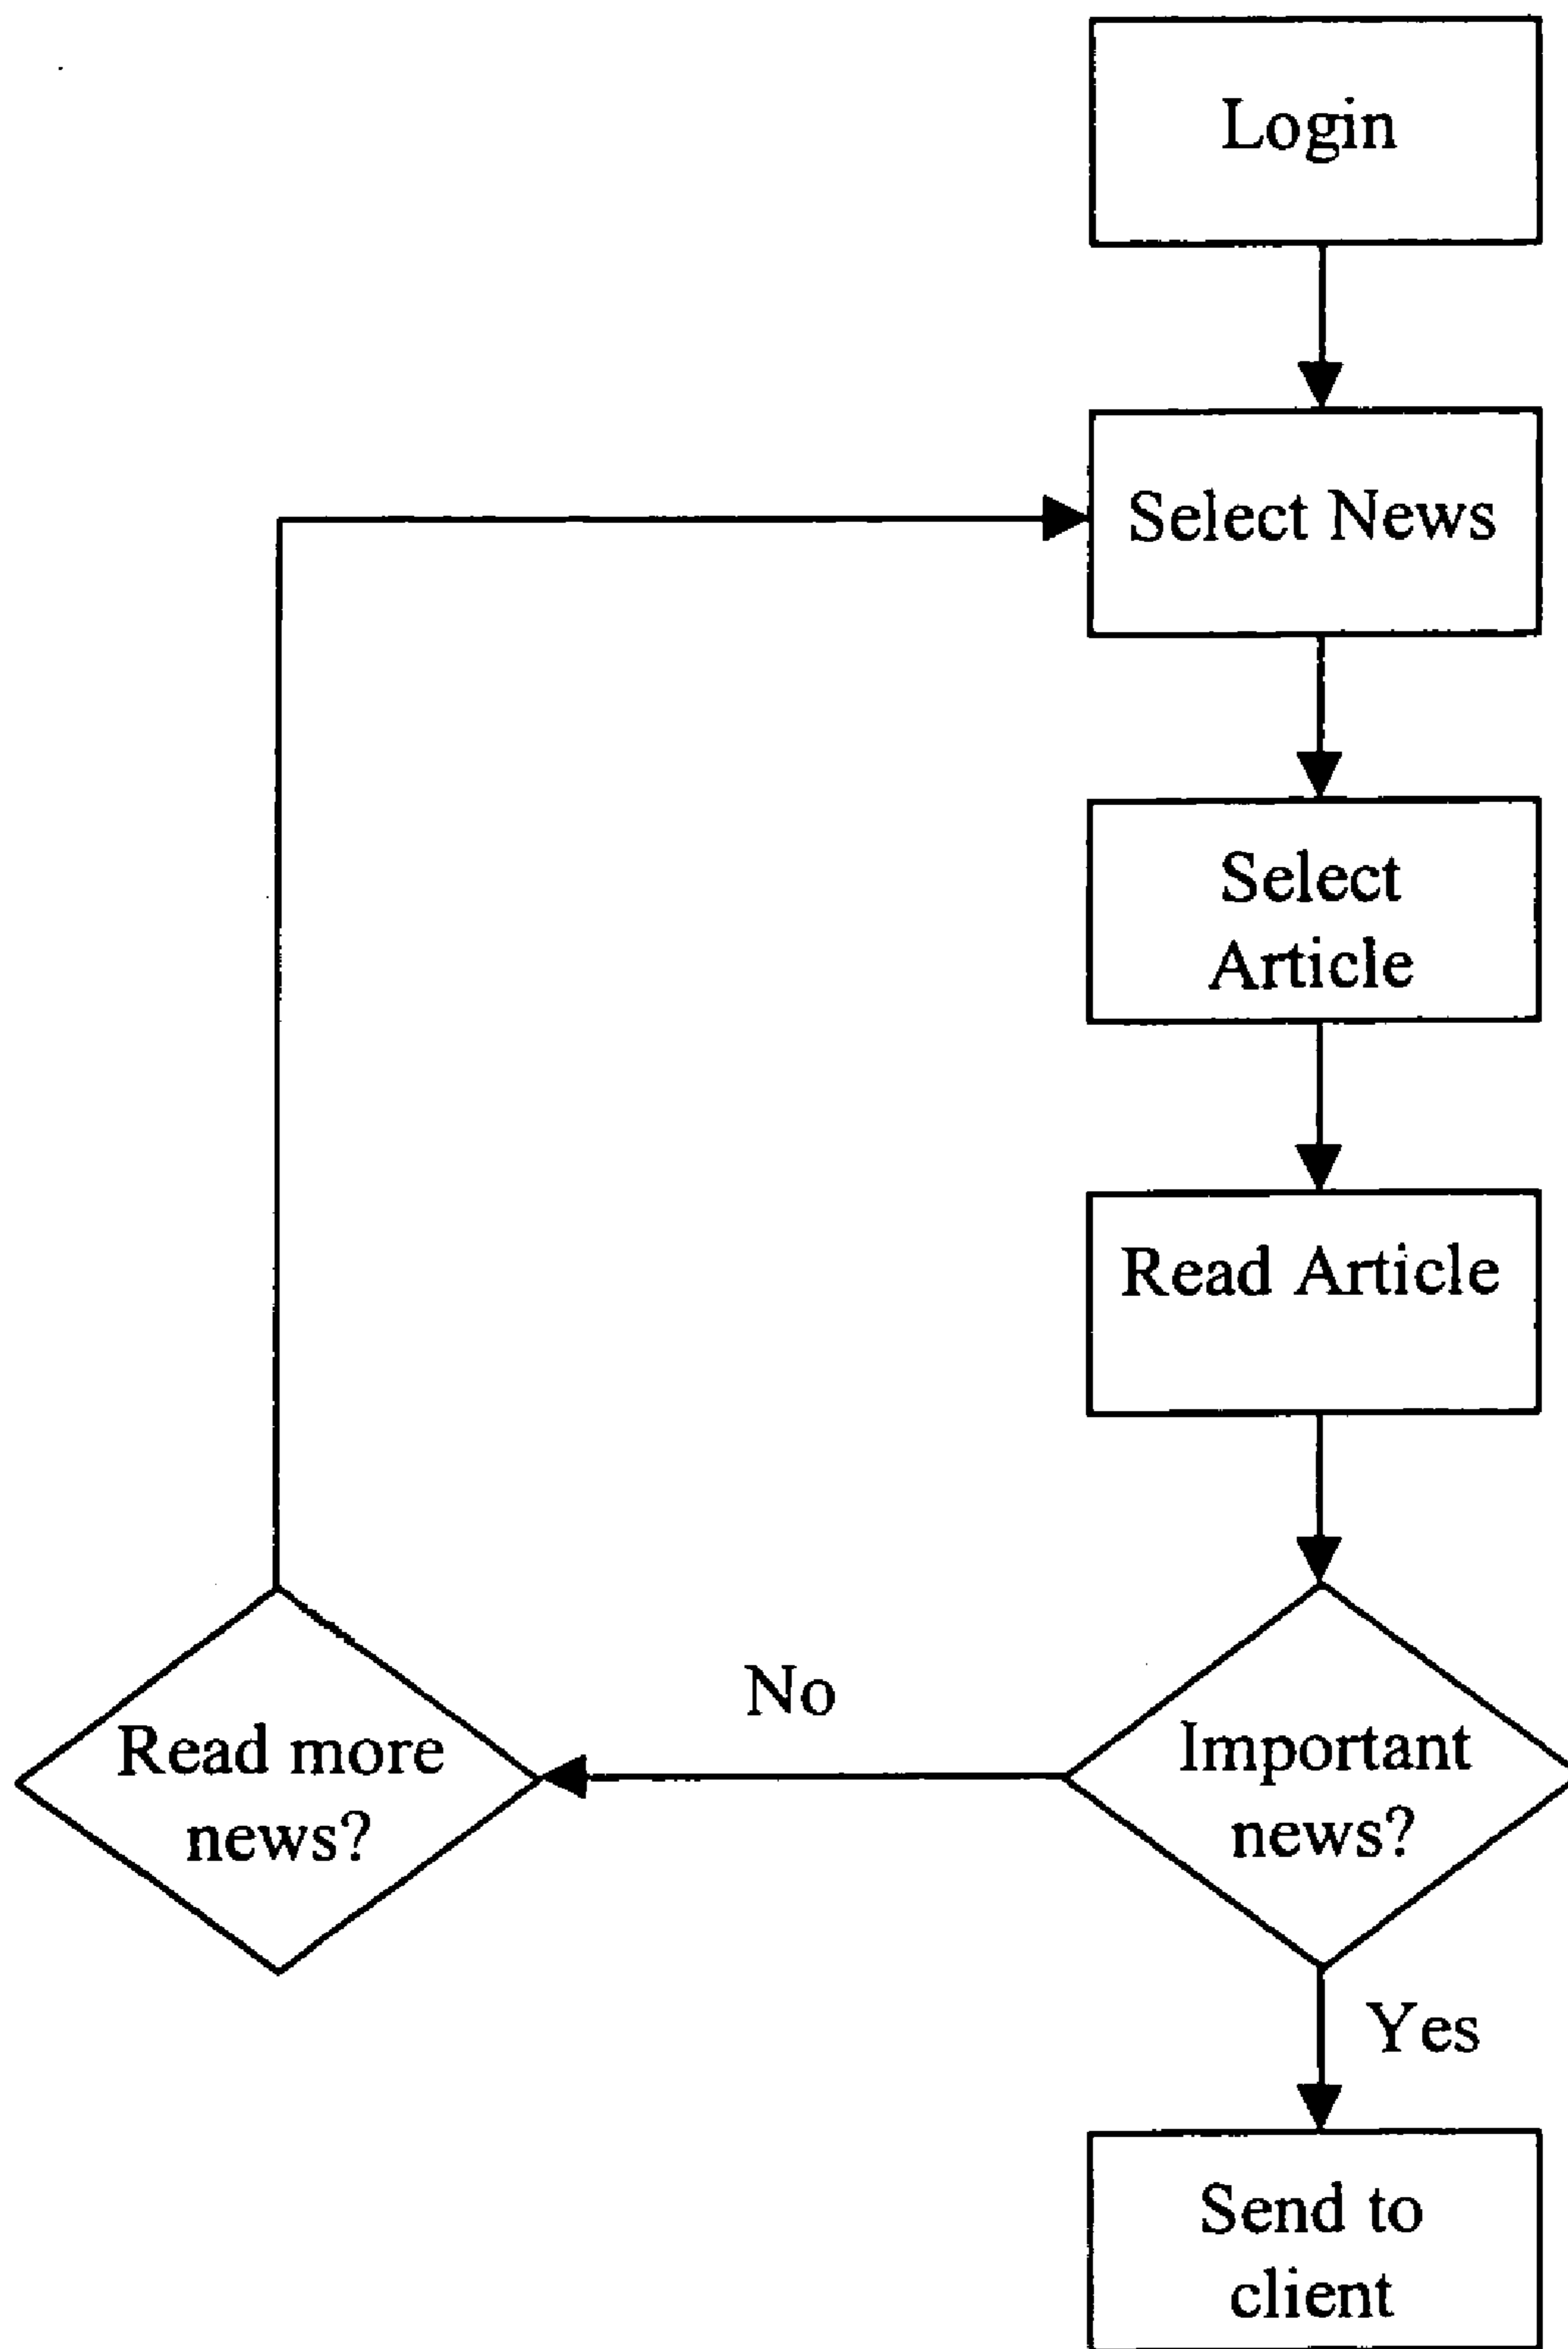 Login
Select News
Select
Article
Read Article
No
Read more
news?
Important
news?
Yes
Send to
client